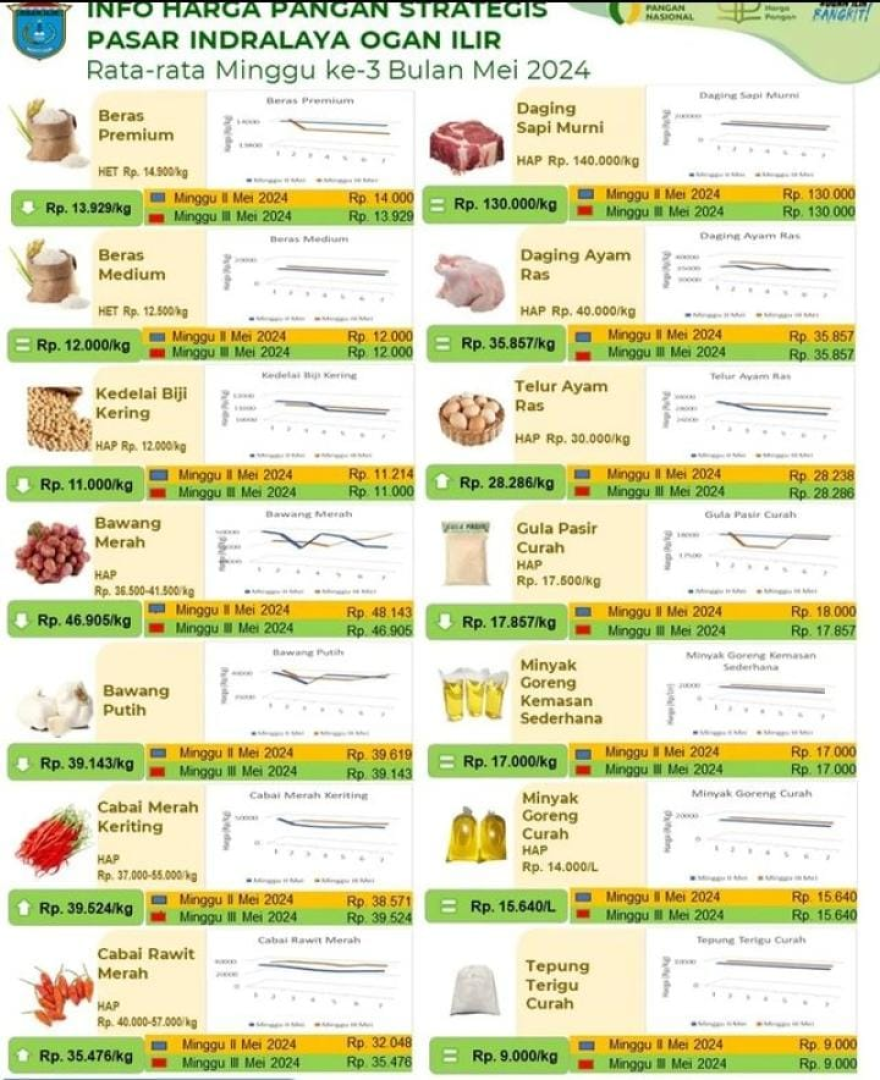 INFO HARGA PANGAN STRATEGIS
PASAR INDRALAYA OGAN ILIR
Rata-rata Minggu ke-3 Bulan Mei 2024
PANGAN
NASIONAL
Harga
Pangan
BANGKIT!
Beras
Premium
HET Rp. 14.900/kg
Beras Premium
Rp. 13.929/kg
Minggu II Mei 2024 Rp. 14.000
Minggu III Mei 2024 Rp. 13.929
Daging
Sapi Murni
HAP Rp. 140.000/kg
Daging Sapi Murni
Rp. 130.000/kg
Minggu II Mei 2024 Rp. 130.000
Minggu III Mei 2024 Rp. 130.000
Beras
Medium
HET Rp. 12.500/kg
Beras Medium
Rp. 12.000/kg
Minggu II Mei 2024 Rp. 12.000
Minggu III Mei 2024 Rp. 12.000
Daging Ayam
Ras
HAP Rp. 40.000/kg
Daging Ayam Ras
Rp. 35.857/kg
Minggu II Mei 2024 Rp. 35.857
Minggu III Mei 2024 Rp. 35.857
Kedelai Biji
Kering
HAP Rp. 12.000/kg
Kedelai Biji Kering
Rp. 11.000/kg
Minggu II Mei 2024 Rp. 11.214
Minggu III Mei 2024 Rp. 11.000
Telur Ayam
Ras
HAP Rp. 30.000/kg
Telur Ayam Ras
Rp. 28.286/kg
Minggu II Mei 2024 Rp. 28.238
Minggu III Mei 2024 Rp. 28.286
Bawang
Merah
HAP
Rp. 36.500-41.500/kg
Bawang Merah
Rp. 46.905/kg
Minggu II Mei 2024 Rp. 48.143
Minggu III Mei 2024 Rp. 46.905
GULA PASIR
Gula Pasir
Curah
HAP
Rp. 17.500/kg
Gula Pasir Curah
Rp. 17.857/kg
Minggu II Mei 2024 Rp. 18.000
Minggu III Mei 2024 Rp. 17.857
Bawang
Putih
Bawang Putih
Rp. 39.143/kg
Minggu II Mei 2024 Rp. 39.619
Minggu III Mei 2024 Rp. 39.143
Minyak
Goreng
Kemasan
Sederhana
Minyak Goreng Kemasan
Sederhana
Rp. 17.000/kg
Minggu II Mei 2024 Rp. 17.000
Minggu III Mei 2024 Rp. 17.000
Cabai Merah
Keriting
HAP
Rp. 37.000-55.000/kg
Cabai Merah Keriting
Rp. 39.524/kg
Minggu II Mei 2024 Rp. 38.571
Minggu III Mei 2024 Rp. 39.524
Minyak
Goreng
Curah
HAP
Rp. 14.000/L
Minyak Goreng Curah
Rp. 15.640/L
Minggu II Mei 2024 Rp. 15.640
Minggu III Mei 2024 Rp. 15.640
Cabai Rawit
Merah
HAP
Rp. 40.000-57.000/kg
Cabai Rawit Merah
Rp. 35.476/kg
Minggu II Mei 2024 Rp. 32.048
Minggu III Mei 2024 Rp. 35.476
Tepung
Terigu
Curah
Tepung Terigu Curah
Rp. 9.000/kg
Minggu II Mei 2024 Rp. 9.000
Minggu III Mei 2024 Rp. 9.000